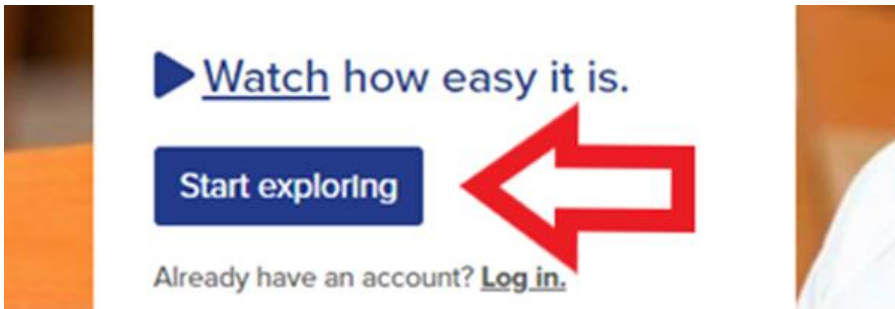 Watch how easy it is.
Start exploring
Already have an account? Log in.